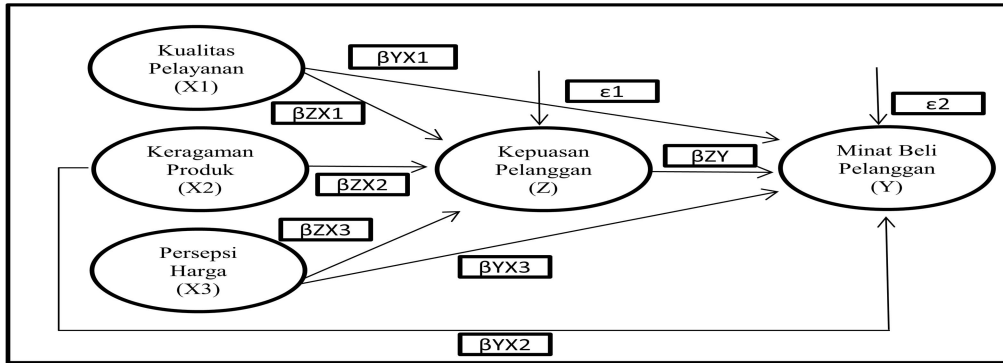 Kualitas
Pelayanan
(X1)
βYX1
ε1
ε2
βZX1
Keragaman
Produk
(X2)
βZX2
Kepuasan
Pelanggan
(Z)
βZY
Minat Beli
Pelanggan
(Y)
βZX3
Persepsi
Harga
(X3)
βYX3
βYX2